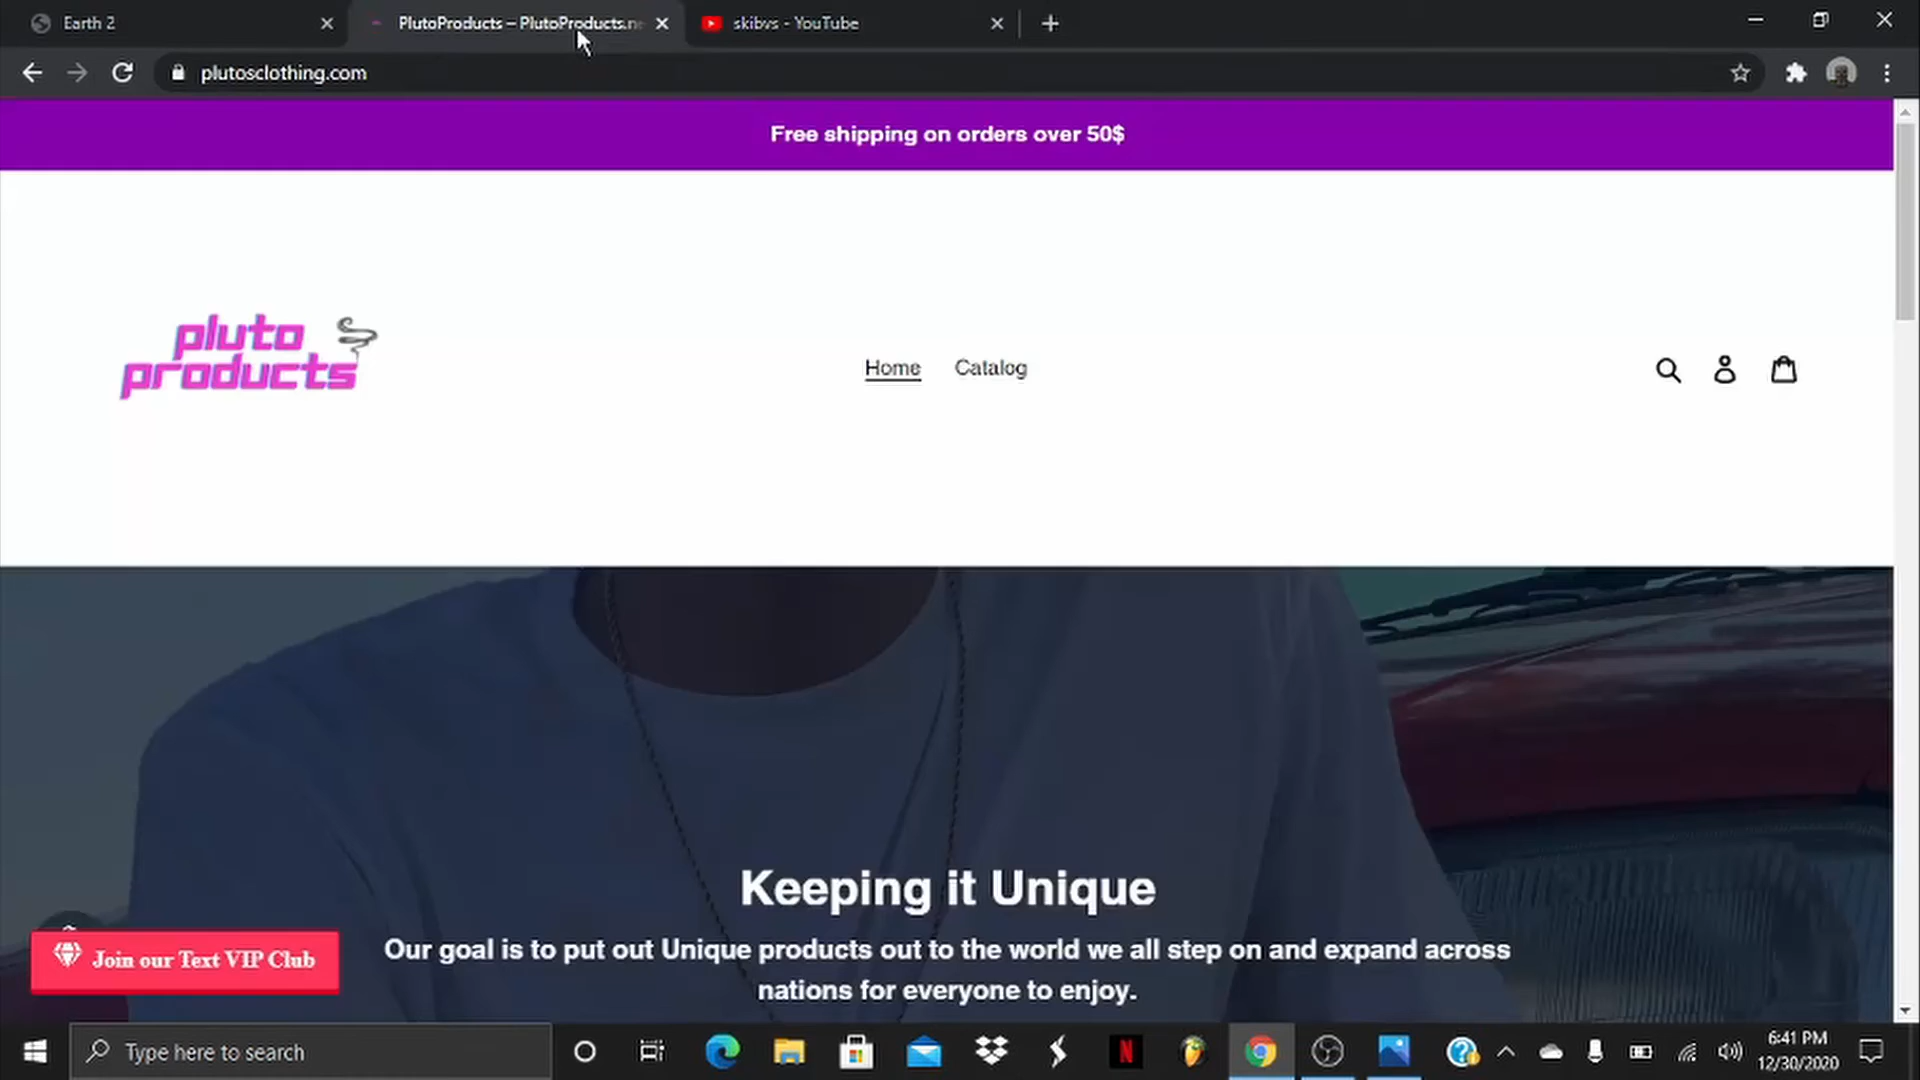 Earth 2
PlutoProducts – PlutoProducts.ne
skibvs - YouTube
plutosclothing.com
Free shipping on orders over 50$
pluto
products
Home
Catalog
Keeping it Unique
Our goal is to put out Unique products out to the world we all step on and expand across
nations for everyone to enjoy.
Join our Text VIP Club
Type here to search
6:41 PM
12/30/2020